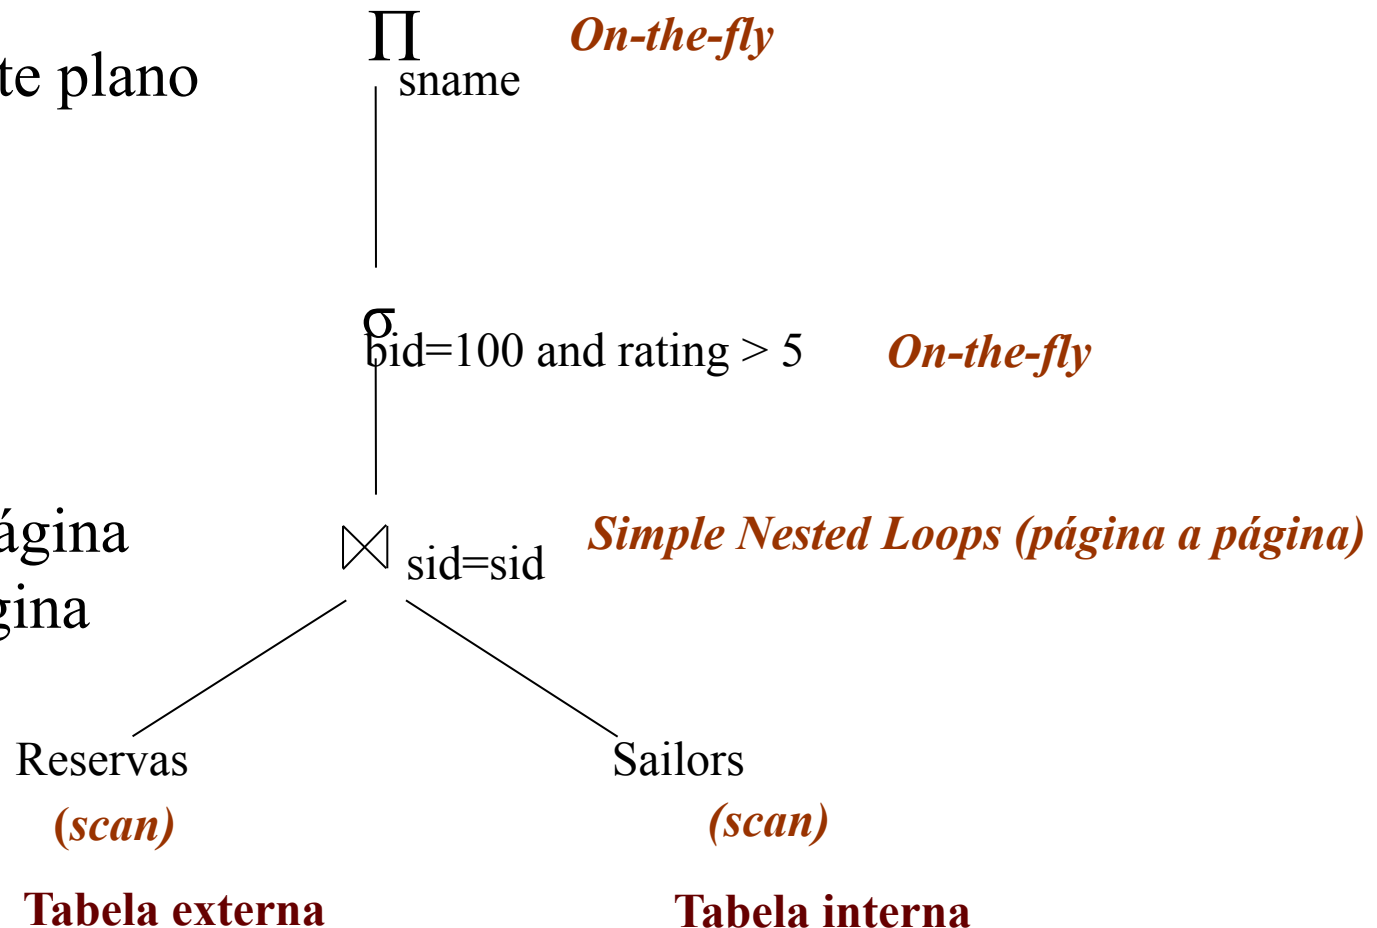 Π
On-the-fly
te plano
sname
σ
bid=100 and rating > 5
On-the-fly
ágina
Simple Nested Loops (página a página)
⋈ sid=sid
gina
Reservas
Sailors
(scan)
(scan)
Tabela externa
Tabela interna